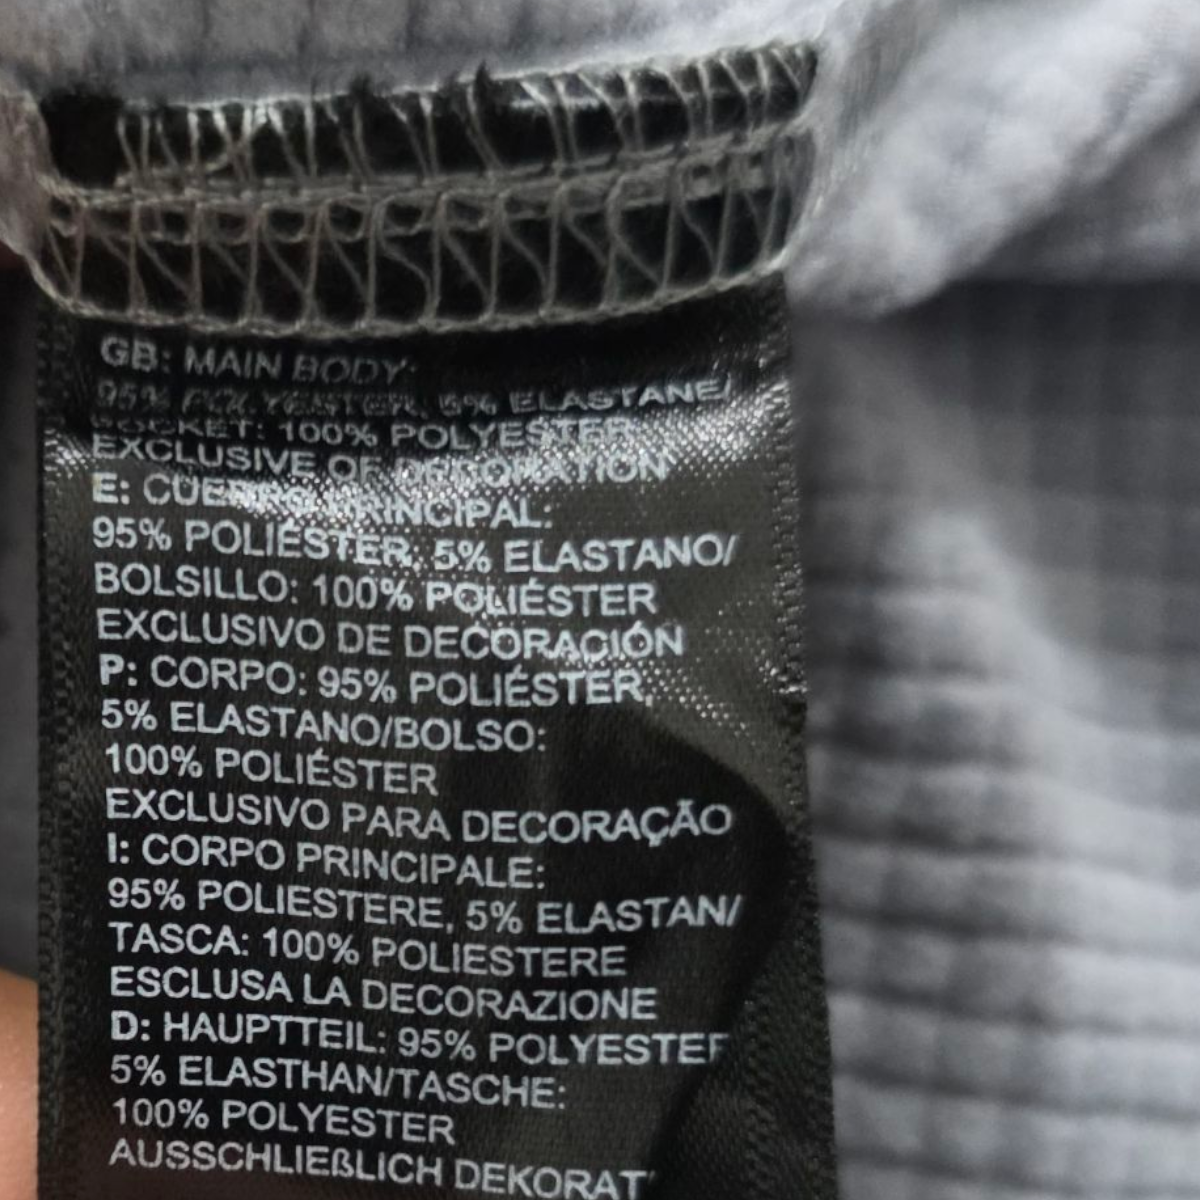 GB: MAIN BODY:
95% POLYESTER, 5% ELASTANE/
POCKET: 100% POLYESTER
EXCLUSIVE OF DECORATION
E: CUERPO PRINCIPAL:
95% POLIÉSTER, 5% ELASTANO/
BOLSILLO: 100% POLIÉSTER
EXCLUSIVO DE DECORACIÓN
P: CORPO: 95% POLIÉSTER,
5% ELASTANO/BOLSO:
100% POLIÉSTER
EXCLUSIVO PARA DECORAÇÃO
I: CORPO PRINCIPALE:
95% POLIESTERE, 5% ELASTAN/
TASCA: 100% POLIESTERE
ESCLUSA LA DECORAZIONE
D: HAUPTTEIL: 95% POLYESTER
5% ELASTHAN/TASCHE:
100% POLYESTER
AUSSCHLIEßLICH DEKORAT